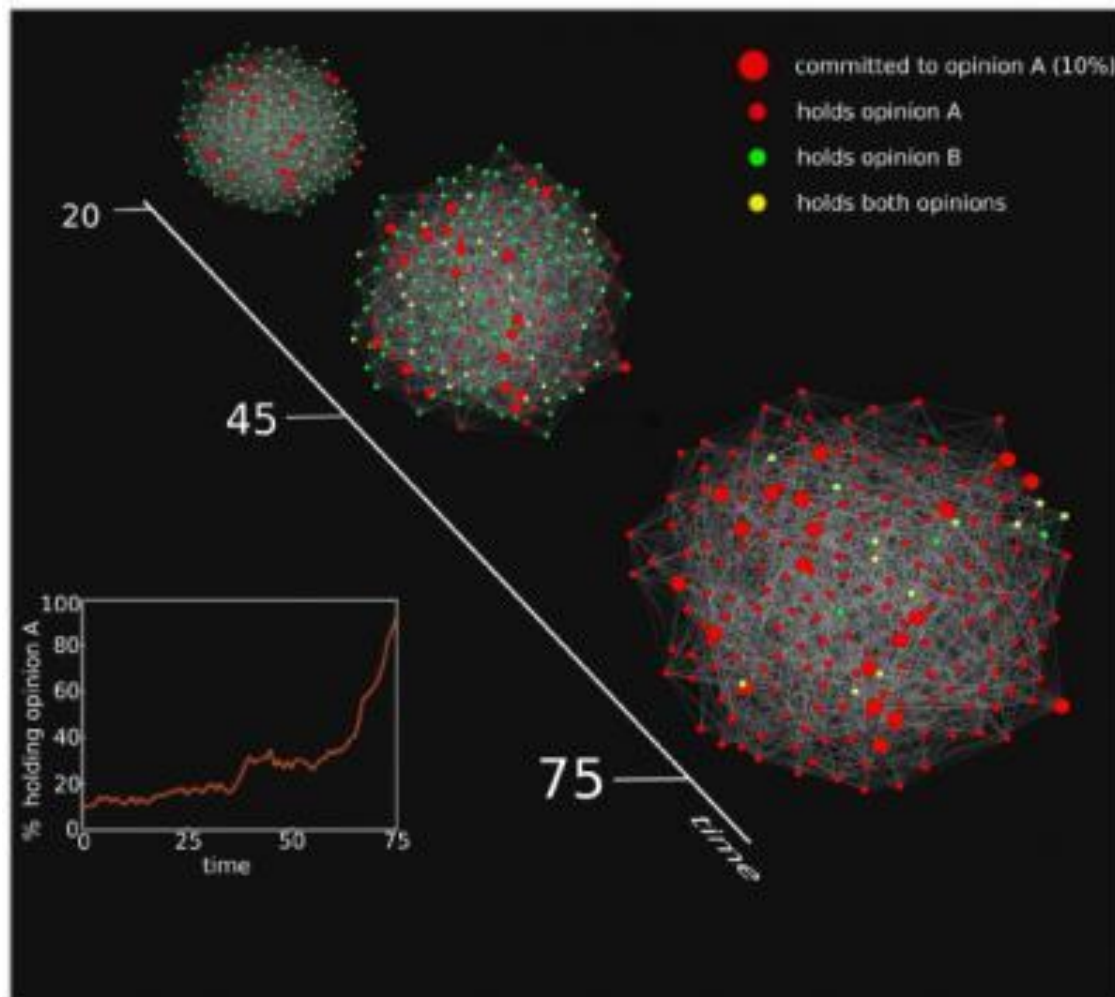 committed to opinion A (10%)
holds opinion A
holds opinion B
holds both opinions
20
45
75
time
% holding opinion A
100
80
60
40
20
0
0
25
50
75
time